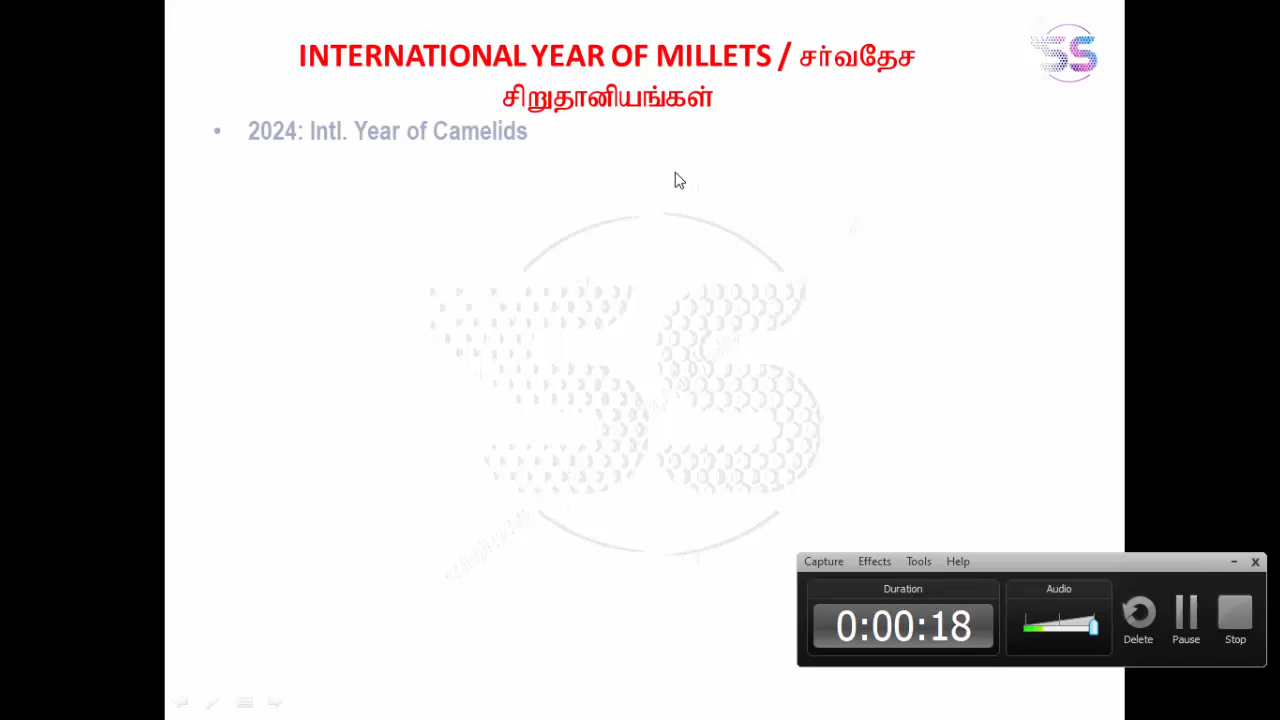 INTERNATIONAL YEAR OF MILLETS / சர்வதேச
சிறுதானியங்கள்
• 2024: Intl. Year of Camelids
SS
Capture Effects Tools Help
Duration
Audio
0:00:18
Delete Pause Stop